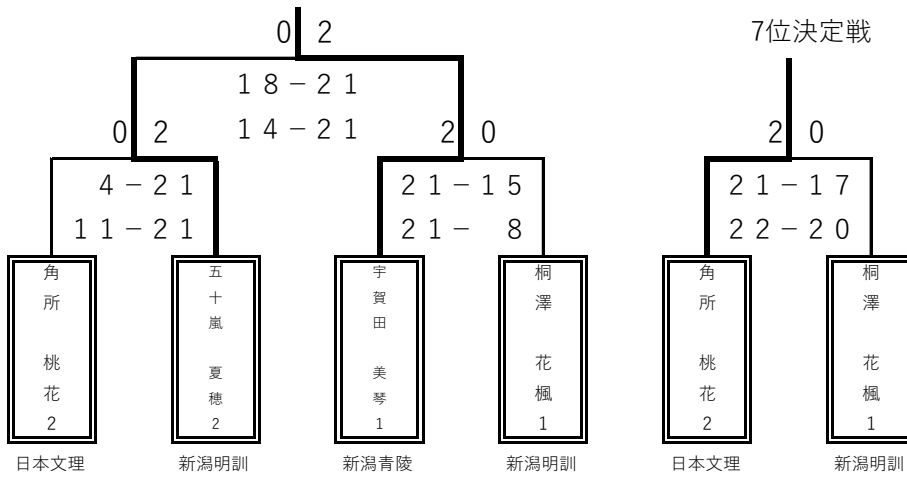 0 2
7位決定戦
18-21
14-21
0 2
2 0
2 0
4-21
11-21
21-15
21- 8
21-17
22-20
角所 桃花2
五十嵐 夏穂2
宇賀田 美琴1
桐澤 花楓1
角所 桃花2
桐澤 花楓1
日本文理
新潟明訓
新潟青陵
新潟明訓
日本文理
新潟明訓